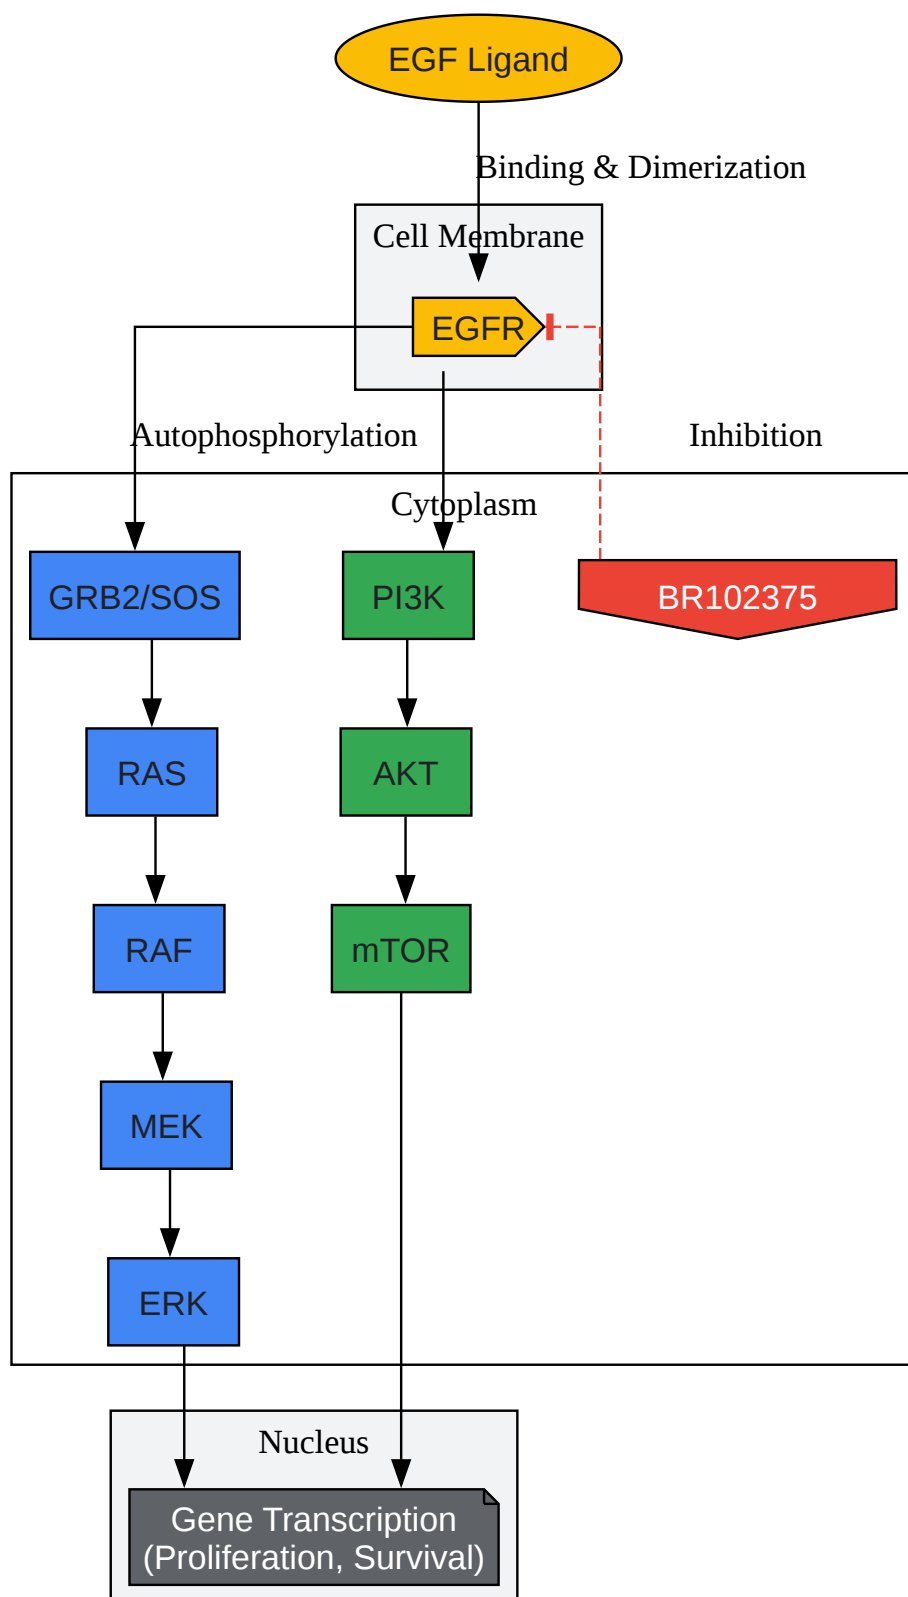 EGF Ligand
Binding & Dimerization
Cell Membrane
EGFR
Autophosphorylation
Inhibition
Cytoplasm
GRB2/SOS
PI3K
BR102375
RAS
AKT
RAF
mTOR
MEK
ERK
Nucleus
Gene Transcription
(Proliferation, Survival)